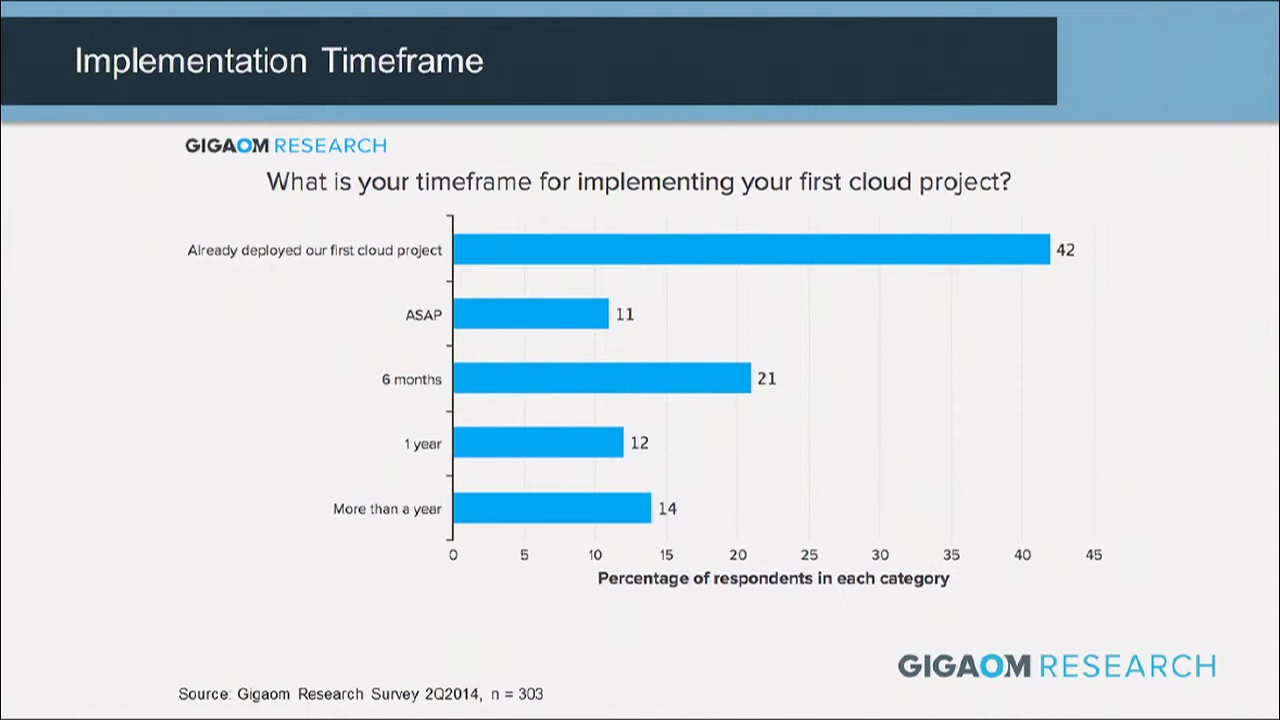 Implementation Timeframe
GIGAOM RESEARCH
What is your timeframe for implementing your first cloud project?
Already deployed our first cloud project 42
ASAP 11
6 months 21
1 year 12
More than a year 14
0 5 10 15 20 25 30 35 40 45
Percentage of respondents in each category
GIGAOM RESEARCH
Source: Gigaom Research Survey 2Q2014, n = 303